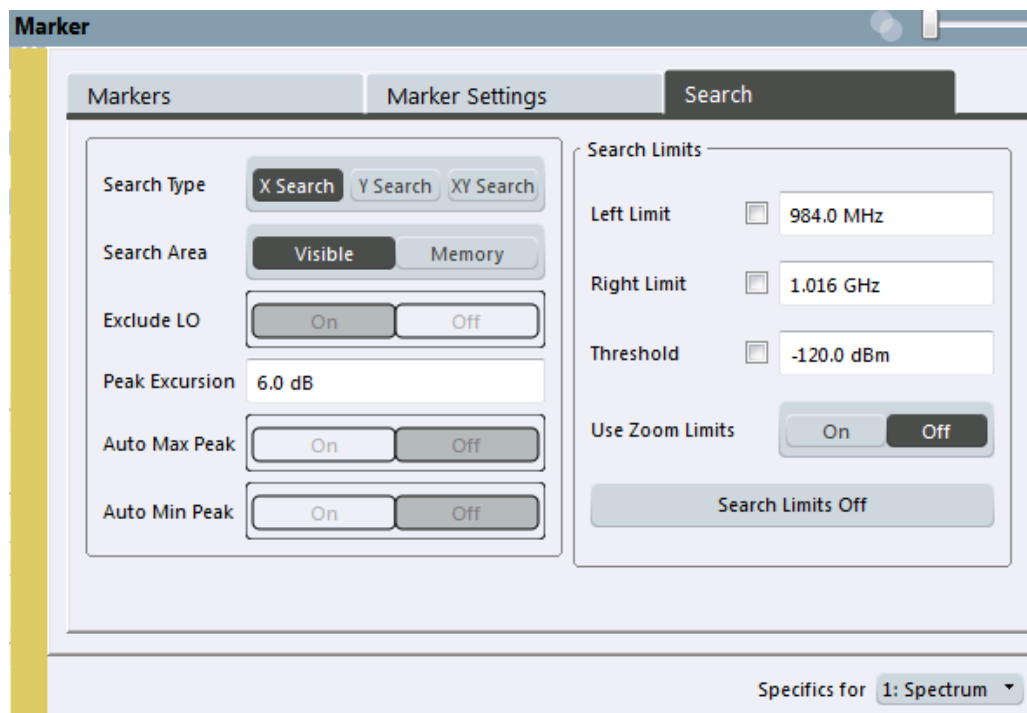 Marker
Markers
Marker Settings
Search
Search Type
X Search
Y Search
XY Search
Search Area
Visible
Memory
Exclude LO
On
Off
Peak Excursion
6.0 dB
Auto Max Peak
On
Off
Auto Min Peak
On
Off
Search Limits
Left Limit
984.0 MHz
Right Limit
1.016 GHz
Threshold
-120.0 dBm
Use Zoom Limits
On
Off
Search Limits Off
Specifics for
1: Spectrum